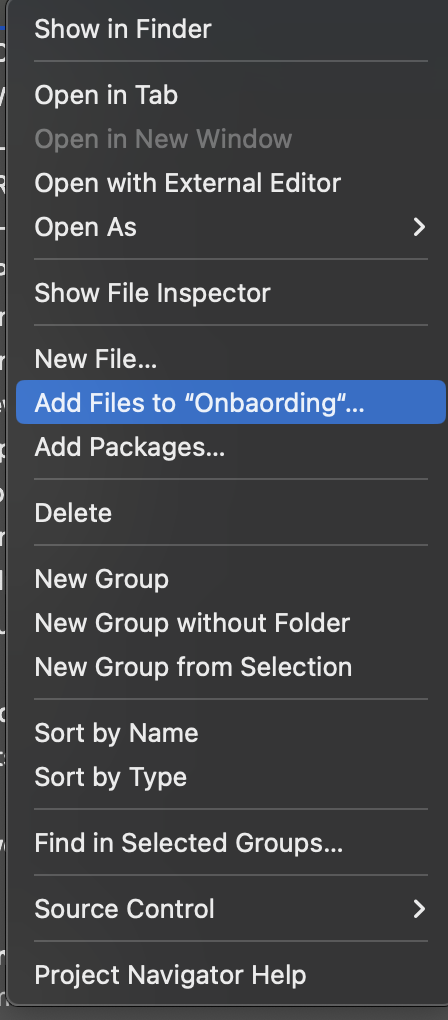 Show in Finder
Open in Tab
Open in New Window
Open with External Editor
Open As
Show File Inspector
New File...
Add Files to “Onbaording“...
Add Packages...
Delete
New Group
New Group without Folder
New Group from Selection
Sort by Name
Sort by Type
Find in Selected Groups...
Source Control
Project Navigator Help